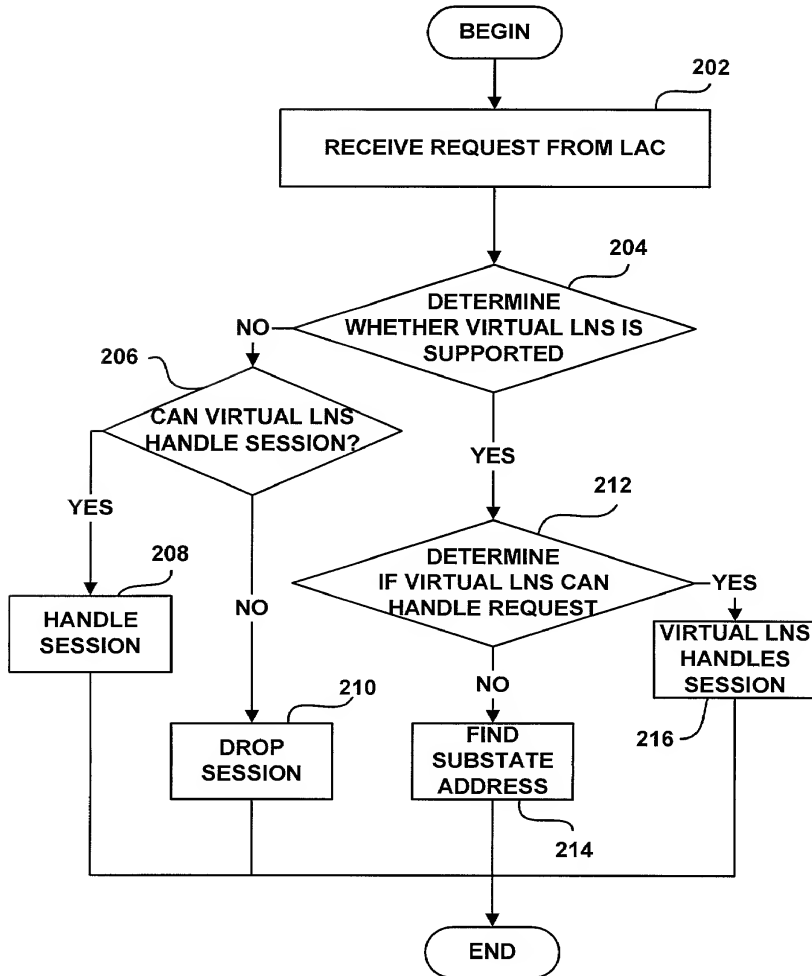 BEGIN
202
RECEIVE REQUEST FROM LAC
204
DETERMINE
WHETHER VIRTUAL LNS IS
SUPPORTED
NO
206
CAN VIRTUAL LNS
HANDLE SESSION?
YES
YES
212
DETERMINE
IF VIRTUAL LNS CAN
HANDLE REQUEST
YES
208
HANDLE
SESSION
NO
VIRTUAL LNS
HANDLES
SESSION
216
NO
210
DROP
SESSION
FIND
SUBSTATE
ADDRESS
214
END